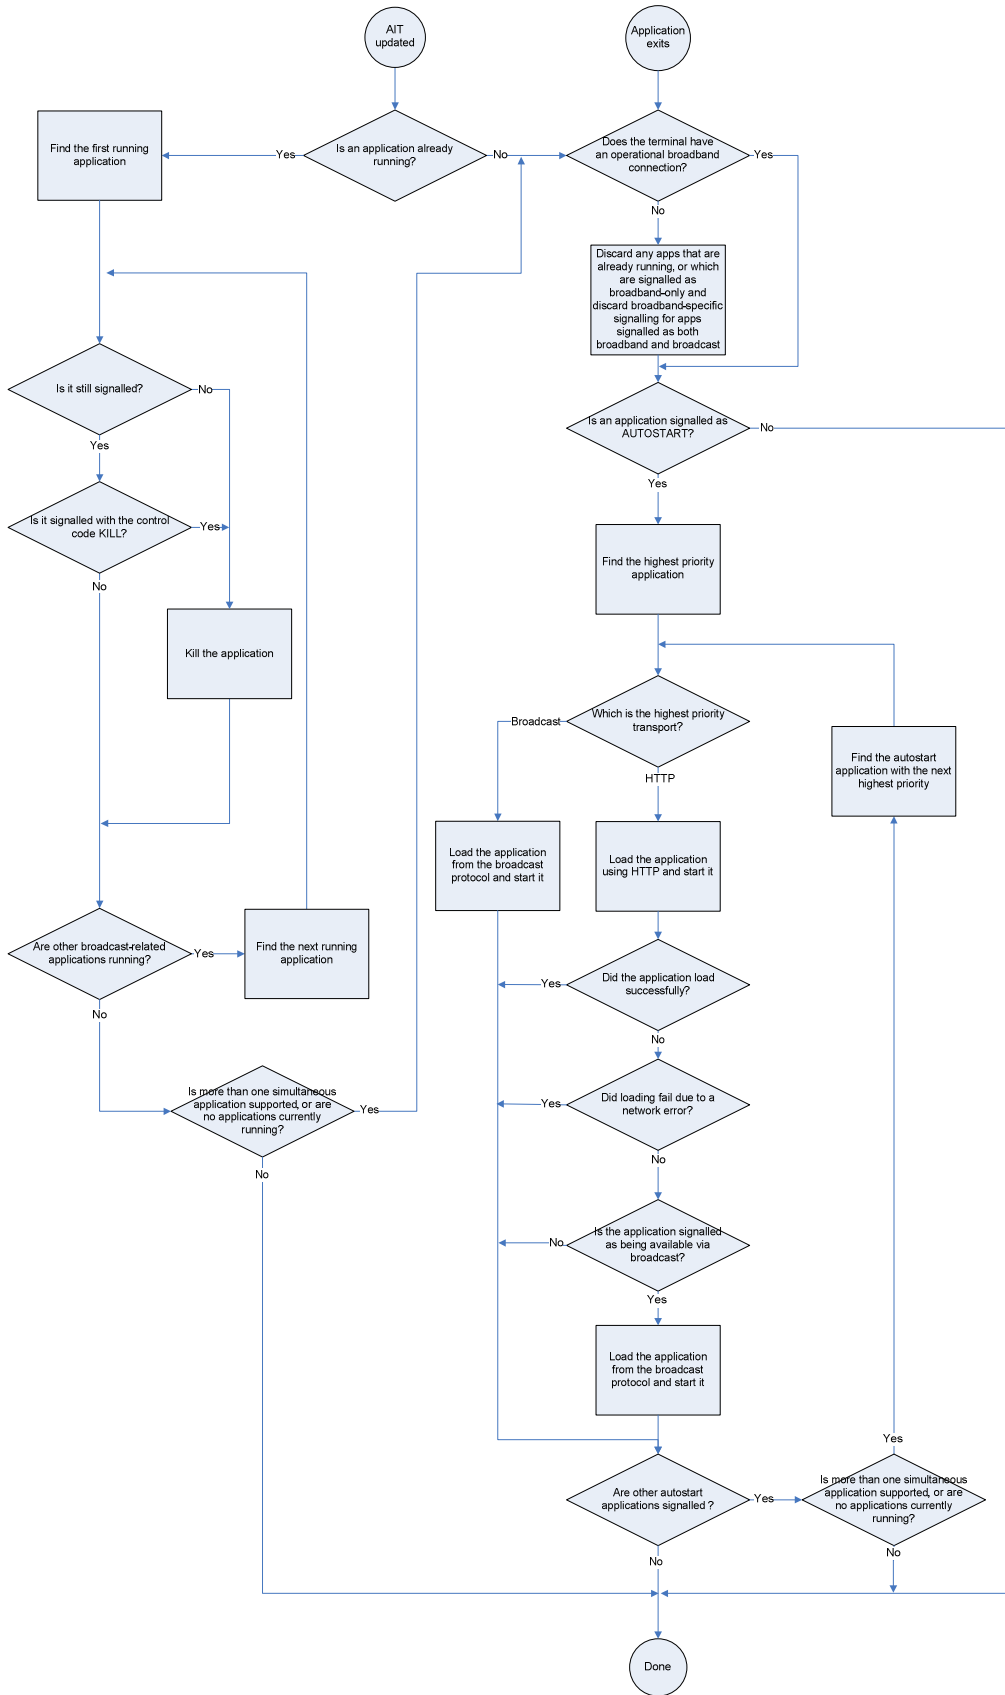 AIT
updated
Application
exits
Find the first running
application
Yes
Is an application already
running?
No
Does the terminal have
an operational broadband
connection?
Yes
No
Discard any apps that are
already running, or which
are signalled as
broadband-only and
discard broadband-specific
signalling for apps
signalled as both
broadband and broadcast
Is it still signalled?
No
Yes
Is an application signalled as
AUTOSTART?
No
Yes
Is it signalled with the control
code KILL?
Yes
No
Find the highest priority
application
Kill the application
Which is the highest priority
transport?
Broadcast
HTTP
Find the autostart
application with the next
highest priority
Load the application
from the broadcast
protocol and start it
Load the application
using HTTP and start it
Are other broadcast-related
applications running?
Yes
Find the next running
application
No
Did the application load
successfully?
Yes
No
Is more than one simultaneous
application supported, or are
no applications currently
running?
Yes
No
Did loading fail due to a
network error?
Yes
No
Is the application signalled
as being available via
broadcast?
No
Yes
Load the application
from the broadcast
protocol and start it
Yes
Are other autostart
applications signalled ?
Yes
Is more than one simultaneous
application supported, or are
no applications currently
running?
No
No
Done